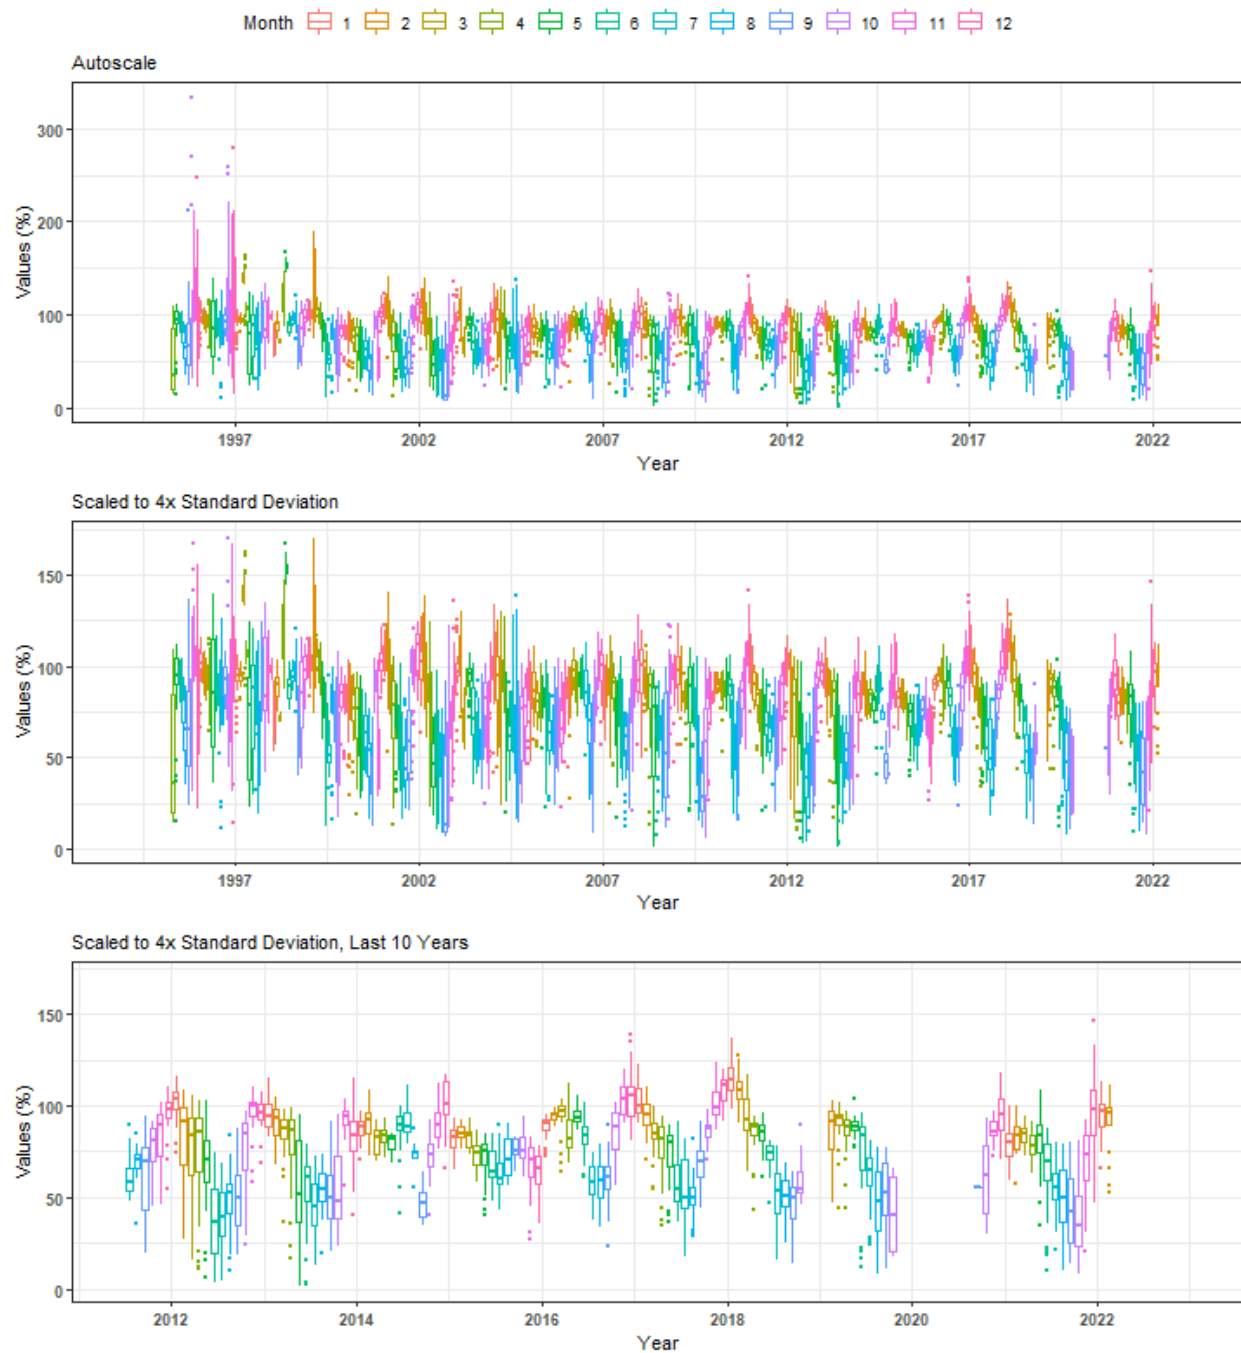 Month 1 2 3 4 5 6 7 8 9 10 11 12
Autoscale
Values (%)
300
200
100
0
1997 2002 2007 2012 2017 2022
Year
Scaled to 4x Standard Deviation
Values (%)
150
100
50
0
1997 2002 2007 2012 2017 2022
Year
Scaled to 4x Standard Deviation, Last 10 Years
Values (%)
150
100
50
0
2012 2014 2016 2018 2020 2022
Year